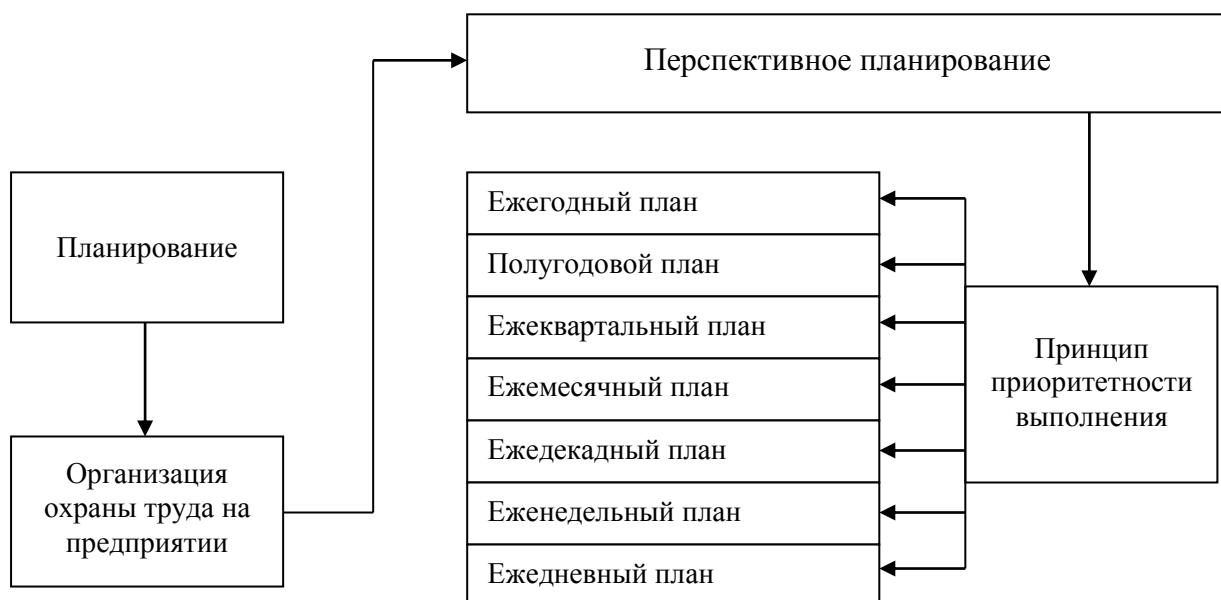 Перспективное планирование
Планирование
Организация
охраны труда на
предприятии
Ежегодный план
Полугодовой план
Ежеквартальный план
Ежемесячный план
Ежедекадный план
Еженедельный план
Ежедневный план
Принцип
приоритетности
выполнения